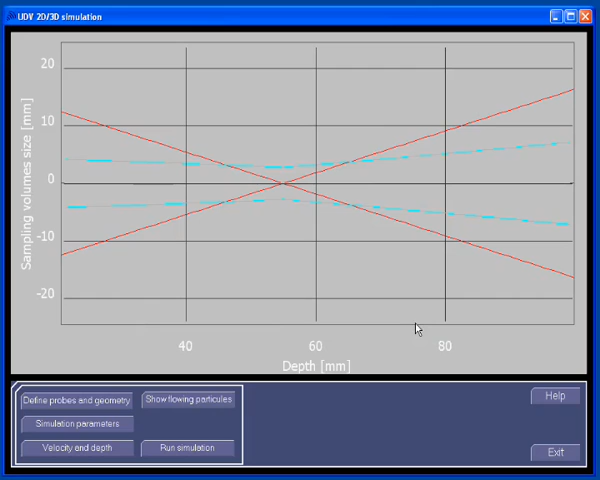 UDV 2D/3D simulation
20
10
0
-10
-20
Sampling volumes size [mm]
40 60 80
Depth [mm]
Define probes and geometry Show flowing particules
Simulation parameters
Velocity and depth Run simulation
Help
Exit